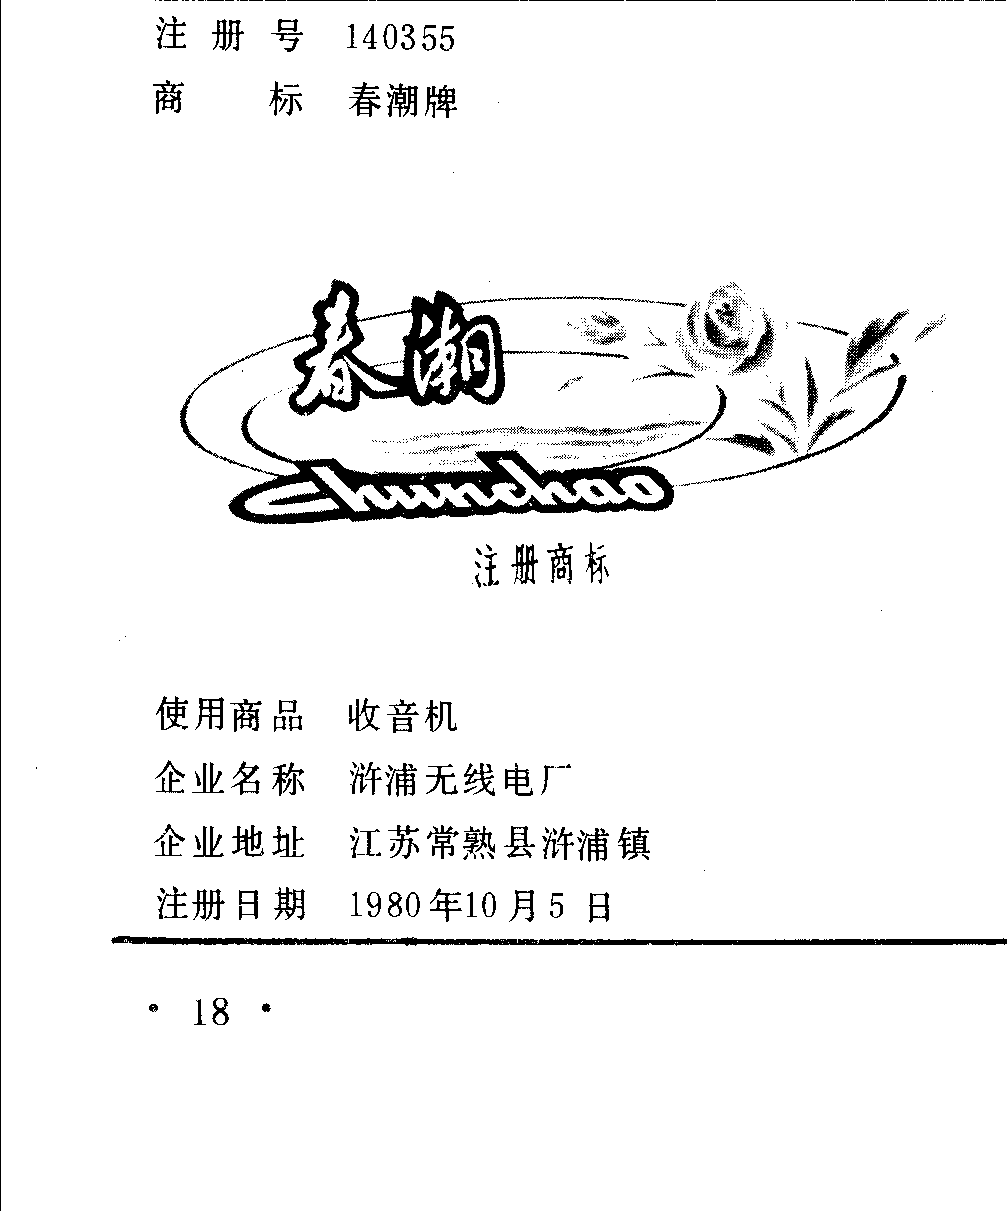 注册号 140355
商标 春潮牌
春潮
chunchao
注册商标
使用商品 收音机
企业名称 浒浦无线电厂
企业地址 江苏常熟县浒浦镇
注册日期 1980年10月5日
· 18 ·